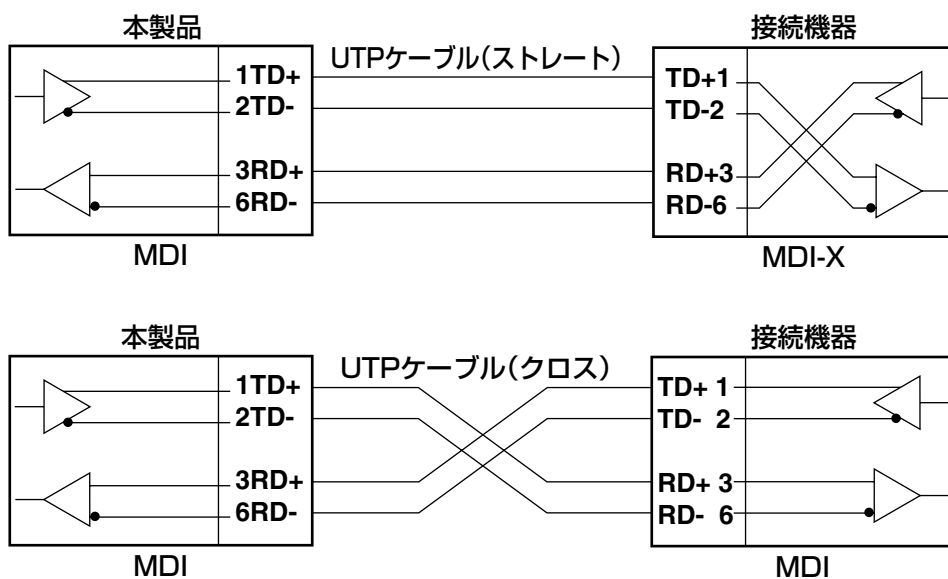 本製品
接続機器
UTPケーブル(ストレート)
1TD+
2TD-
3RD+
6RD-
TD+1
TD-2
RD+3
RD-6
MDI
MDI-X
本製品
接続機器
UTPケーブル(クロス)
1TD+
2TD-
3RD+
6RD-
TD+ 1
TD- 2
RD+ 3
RD- 6
MDI
MDI